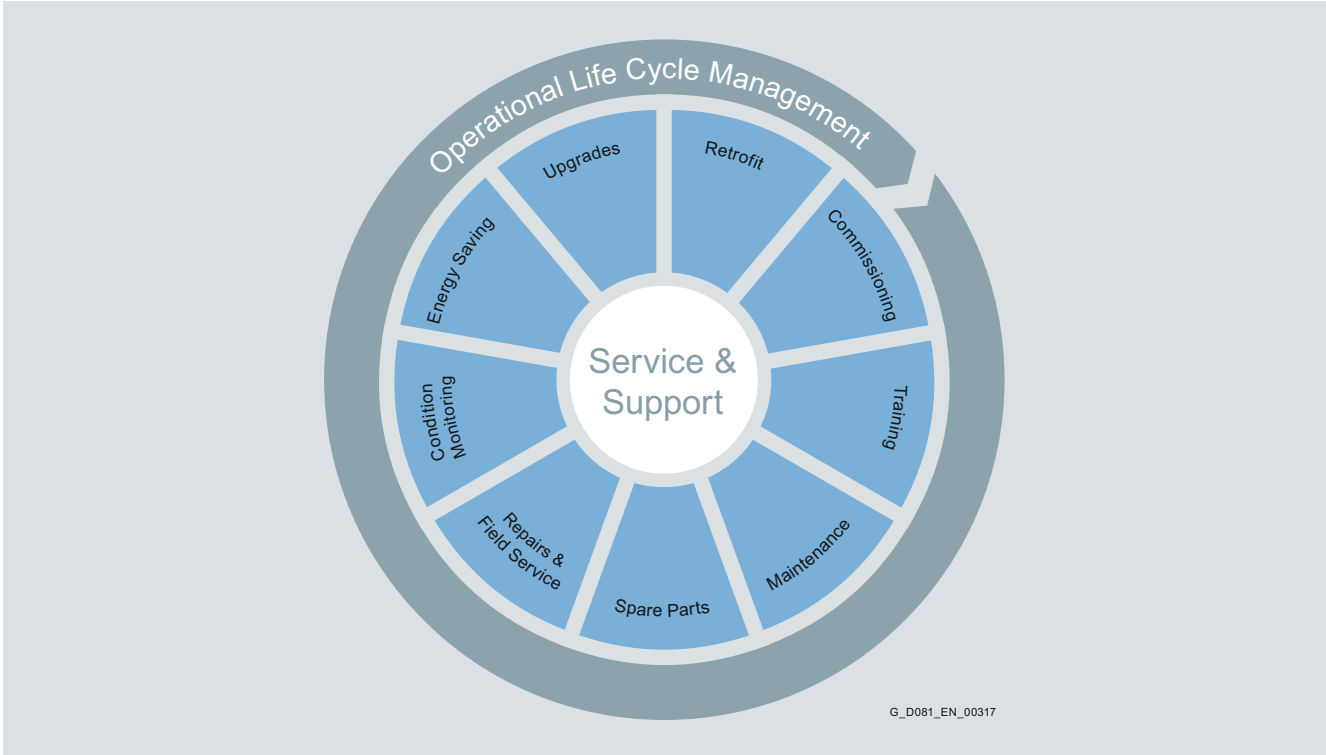 Operational Life Cycle Management
Upgrades
Retrofit
Commissioning
Training
Maintenance
Spare Parts
Repairs &
Field Service
Condition
Monitoring
Energy Saving
Service &
Support
G_D081_EN_00317